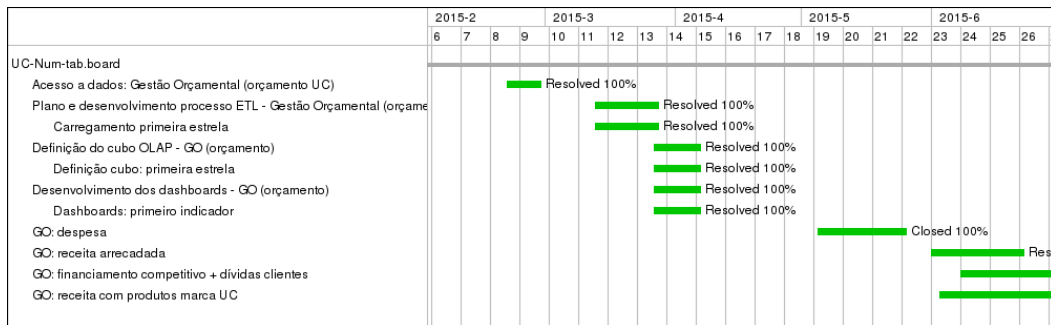 2015-2 2015-3 2015-4 2015-5 2015-6
6 7 8 9 10 11 12 13 14 15 16 17 18 19 20 21 22 23 24 25 26
UC-Num-tab.board
Acesso a dados: Gestão Orçamental (orçamento UC) Resolved 100%
Plano e desenvolvimento processo ETL - Gestão Orçamental (orçame Resolved 100%
Carregamento primeira estrela Resolved 100%
Definição do cubo OLAP - GO (orçamento) Resolved 100%
Definição cubo: primeira estrela Resolved 100%
Desenvolvimento dos dashboards - GO (orçamento) Resolved 100%
Dashboards: primeiro indicador Resolved 100%
GO: despesa Closed 100%
GO: receita arrecadada Res
GO: financiamento competitivo + dívidas clientes
GO: receita com produtos marca UC